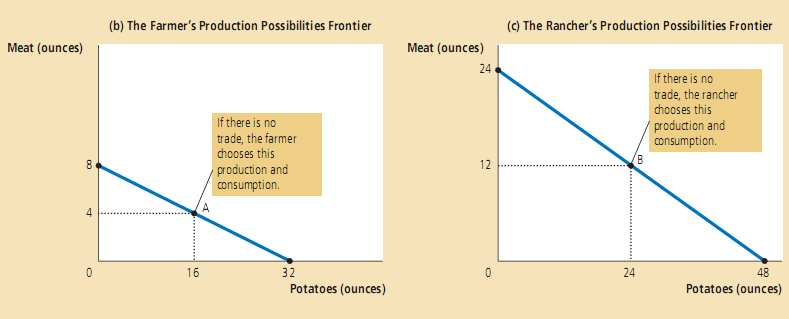 (b) The Farmer's Production Possibilities Frontier
Meat (ounces)
If there is no
trade, the farmer
chooses this
production and
consumption.
8
4
A
0
16
32
Potatoes (ounces)
(c) The Rancher's Production Possibilities Frontier
Meat (ounces)
24
If there is no
trade, the rancher
chooses this
production and
consumption.
12
B
0
24
48
Potatoes (ounces)